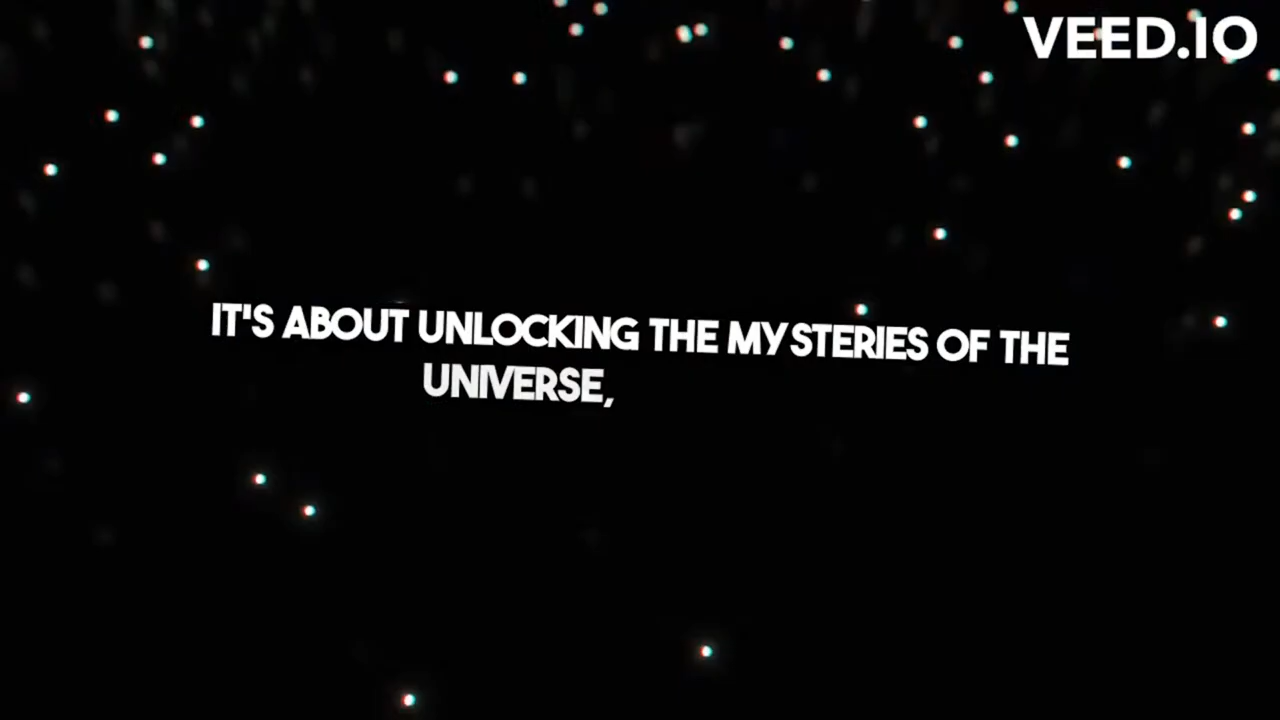 VEED.IO
IT'S ABOUT UNLOCKING THE MYSTERIES OF THE
UNIVERSE,